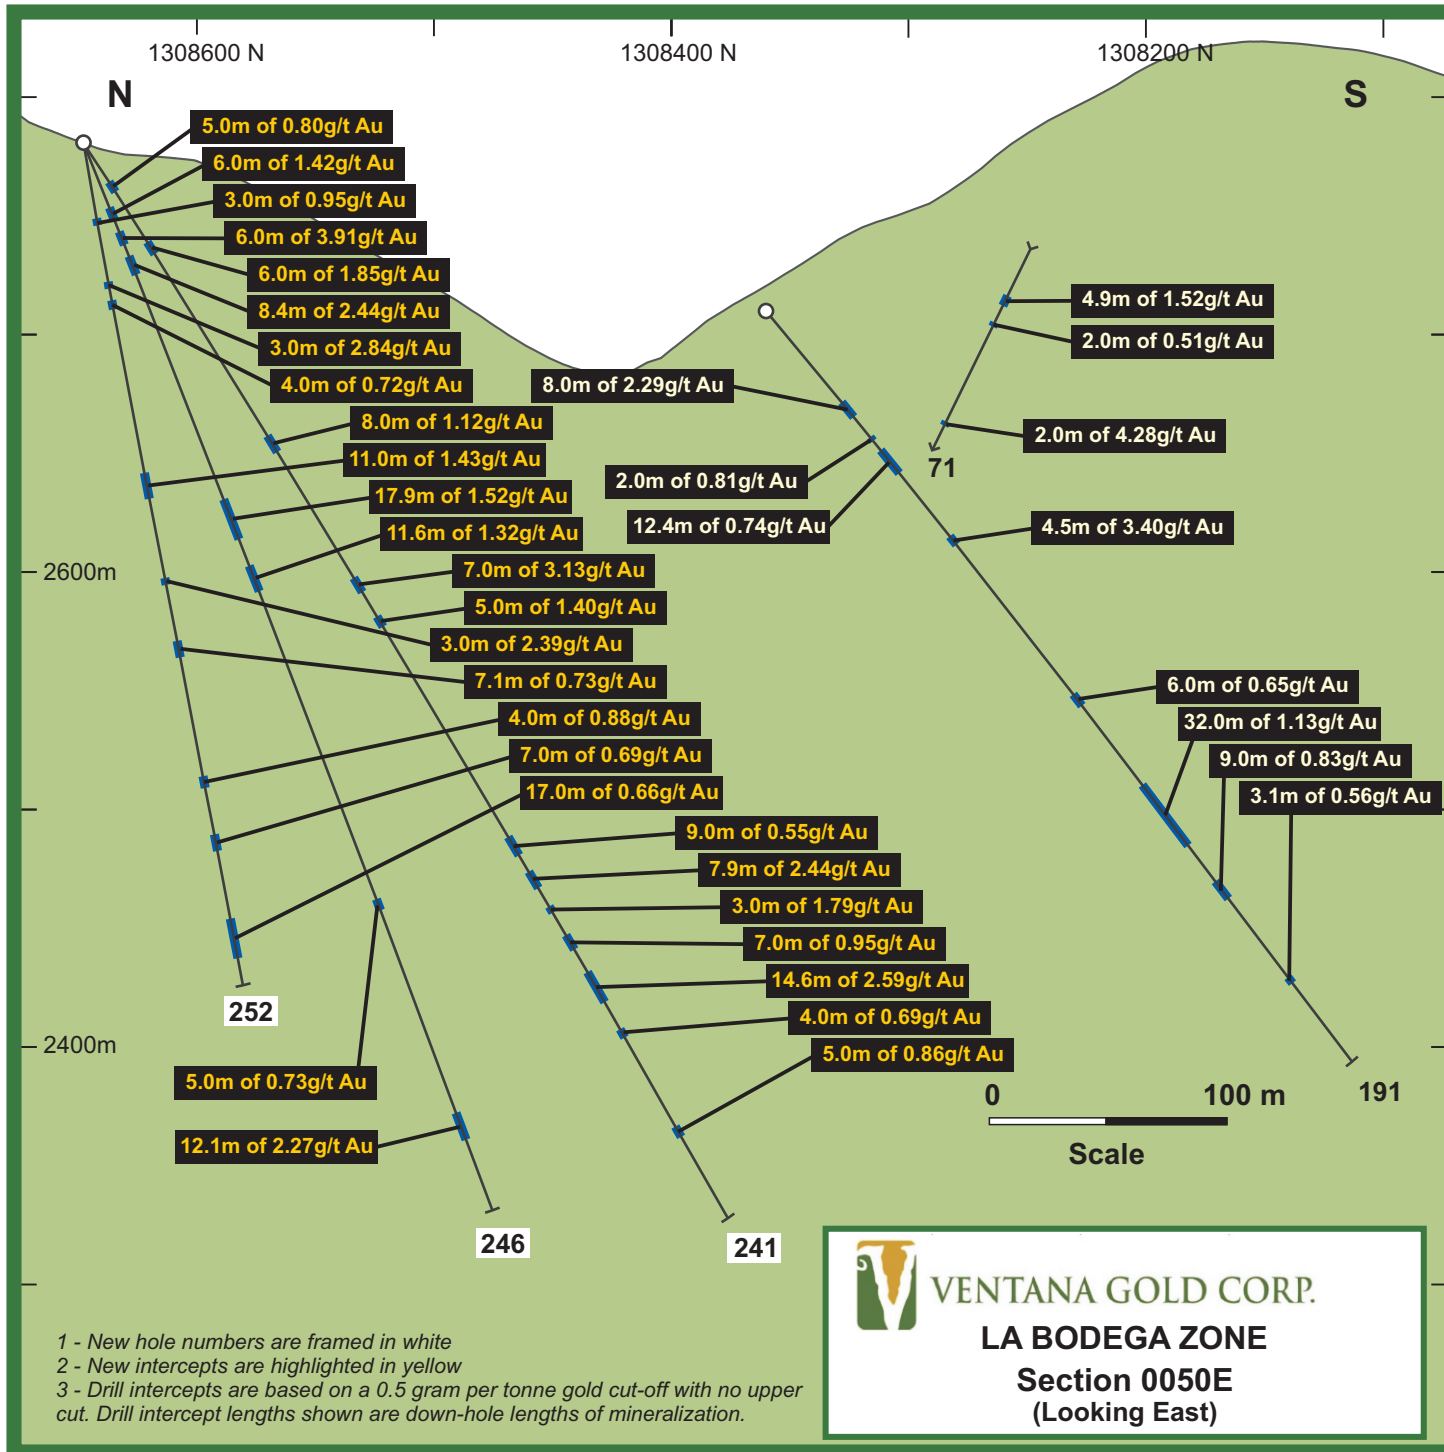 1308600 N
1308400 N
1308200 N
N
S
5.0m of 0.80g/t Au
6.0m of 1.42g/t Au
3.0m of 0.95g/t Au
6.0m of 3.91g/t Au
6.0m of 1.85g/t Au
8.4m of 2.44g/t Au
3.0m of 2.84g/t Au
4.0m of 0.72g/t Au
8.0m of 1.12g/t Au
11.0m of 1.43g/t Au
17.9m of 1.52g/t Au
11.6m of 1.32g/t Au
7.0m of 3.13g/t Au
5.0m of 1.40g/t Au
3.0m of 2.39g/t Au
7.1m of 0.73g/t Au
4.0m of 0.88g/t Au
7.0m of 0.69g/t Au
17.0m of 0.66g/t Au
9.0m of 0.55g/t Au
7.9m of 2.44g/t Au
3.0m of 1.79g/t Au
7.0m of 0.95g/t Au
14.6m of 2.59g/t Au
4.0m of 0.69g/t Au
5.0m of 0.86g/t Au
4.9m of 1.52g/t Au
2.0m of 0.51g/t Au
8.0m of 2.29g/t Au
2.0m of 4.28g/t Au
71
2.0m of 0.81g/t Au
12.4m of 0.74g/t Au
4.5m of 3.40g/t Au
6.0m of 0.65g/t Au
32.0m of 1.13g/t Au
9.0m of 0.83g/t Au
3.1m of 0.56g/t Au
2600m
2400m
252
5.0m of 0.73g/t Au
12.1m of 2.27g/t Au
246
241
191
0 100 m
Scale
VENTANA GOLD CORP.
LA BODEGA ZONE
Section 0050E
(Looking East)
1 - New hole numbers are framed in white
2 - New intercepts are highlighted in yellow
3 - Drill intercepts are based on a 0.5 gram per tonne gold cut-off with no upper
cut. Drill intercept lengths shown are down-hole lengths of mineralization.